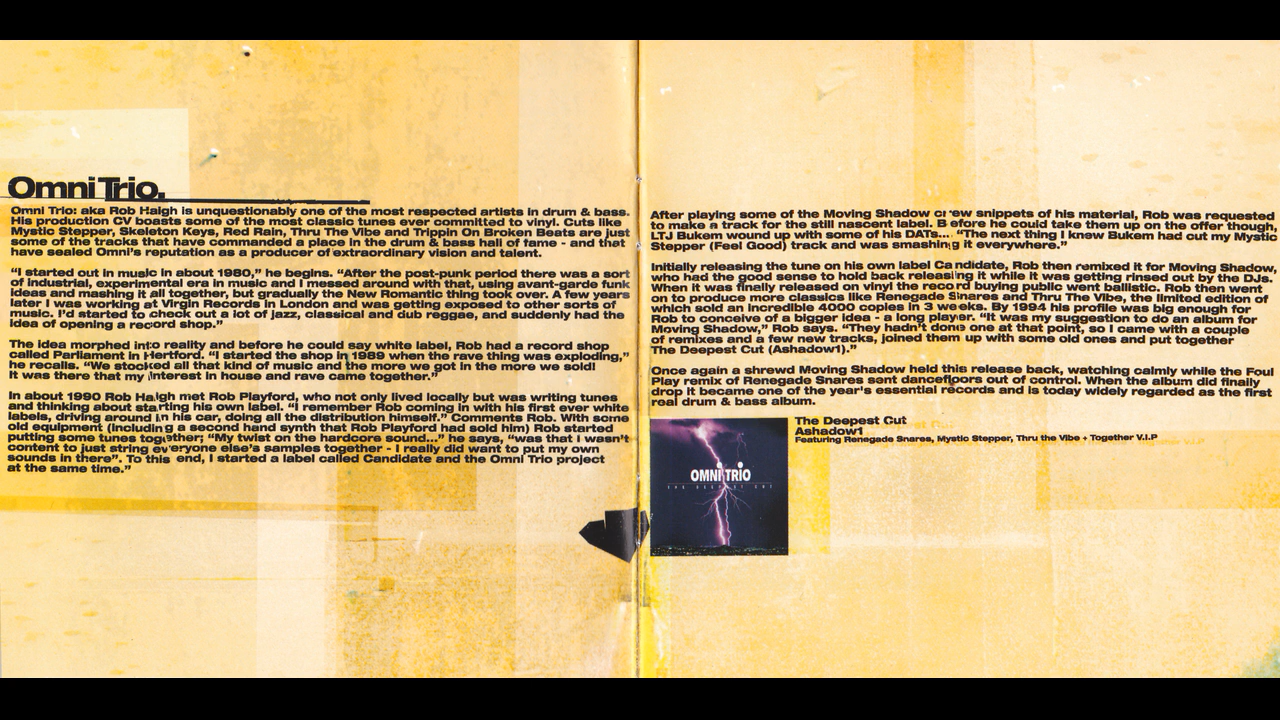 Omni Trio.
Omni Trio: aka Rob Haigh is unquestionably one of the most respected artists in drum & bass.
His production CV boasts some of the most classic tunes ever committed to vinyl. Cuts like
Mystic Stepper, Skeleton Keys, Red Rain, Thru The Vibe and Trippin On Broken Beats are just
some of the tracks that have commanded a place in the drum & bass hall of fame - and that
have sealed Omni's reputation as a producer of extraordinary vision and talent.
“I started out in music in about 1980,” he begins. “After the post-punk period there was a sort
of industrial, experimental era in music and I messed around with that, using avant-garde funk
ideas and mashing it all together, but gradually the New Romantic thing took over. A few years
later I was working at Virgin Records in London and was getting exposed to other sorts of
music. I'd started to check out a lot of jazz, classical and dub reggae, and suddenly had the
idea of opening a record shop.”
The idea morphed into reality and before he could say white label, Rob had a record shop
called Parliament in Hertford. “I started the shop in 1989 when the rave thing was exploding,”
he recalls. “We stocked all that kind of music and the more we got in the more we sold!
It was there that my interest in house and rave came together.”
In about 1990 Rob Haigh met Rob Playford, who not only lived locally but was writing tunes
and thinking about starting his own label. “I remember Rob coming in with his first ever white
labels, driving around in his car, doing all the distribution himself.” Comments Rob. With some
old equipment (including a second hand synth that Rob Playford had sold him) Rob started
putting some tunes together; “My twist on the hardcore sound...” he says, “was that I wasn't
content to just string everyone else's samples together - I really did want to put my own
sounds in there”. To this end, I started a label called Candidate and the Omni Trio project
at the same time.”
After playing some of the Moving Shadow crew snippets of his material, Rob was requested
to make a track for the still nascent label. Before he could take them up on the offer though,
LTJ Bukem wound up with some of his DATs... “The next thing I knew Bukem had cut my Mystic
Stepper (Feel Good) track and was smashing it everywhere.”
Initially releasing the tune on his own label Candidate, Rob then remixed it for Moving Shadow,
who had the good sense to hold back releasing it while it was getting rinsed out by the DJs.
When it was finally released on vinyl the record buying public went ballistic. Rob then went
on to produce more classics like Renegade Snares and Thru The Vibe, the limited edition of
which sold an incredible 4000 copies in 3 weeks. By 1994 his profile was big enough for
Rob to conceive of a bigger idea - a long player. “It was my suggestion to do an album for
Moving Shadow,” Rob says. “They hadn't done one at that point, so I came with a couple
of remixes and a few new tracks, joined them up with some old ones and put together
The Deepest Cut (Ashadow1).”
Once again a shrewd Moving Shadow held this release back, watching calmly while the Foul
Play remix of Renegade Snares sent dancefloors out of control. When the album did finally
drop it became one of the year's essential records and is today widely regarded as the first
real drum & bass album.
The Deepest Cut
Ashadow1
Featuring Renegade Snares, Mystic Stepper, Thru the Vibe + Together V.I.P
OMNI TRIO
THE DEEPEST CUT